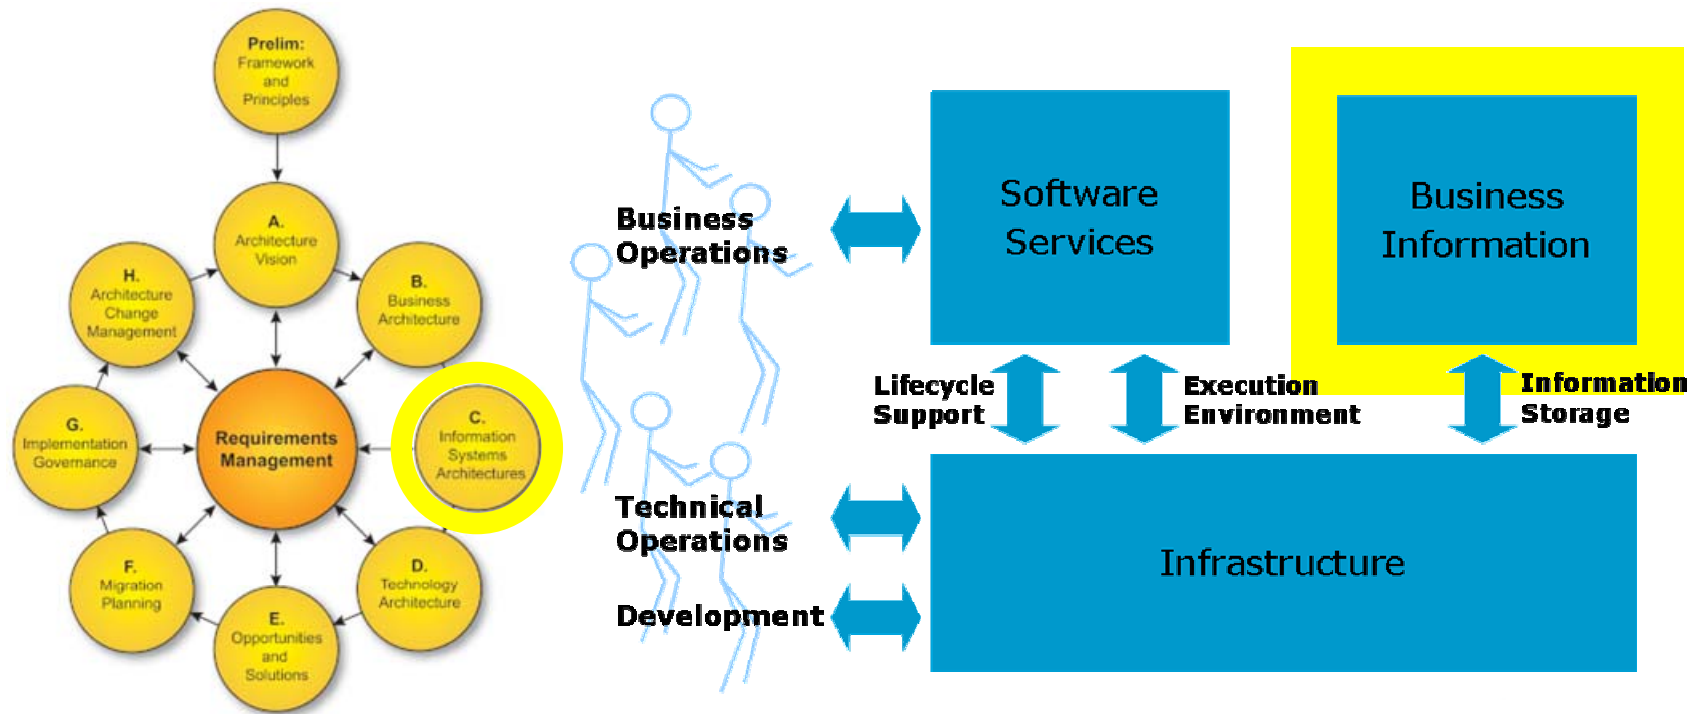 Prelim:
Framework
and
Principles
A.
Architecture
Vision
B.
Business
Architecture
C.
Information
Systems
Architectures
D.
Technology
Architecture
E.
Opportunities
and
Solutions
F.
Migration
Planning
G.
Implementation
Governance
H.
Architecture
Change
Management
Requirements
Management
Business
Operations
Technical
Operations
Development
Software
Services
Business
Information
Lifecycle
Support
Execution
Environment
Information
Storage
Infrastructure